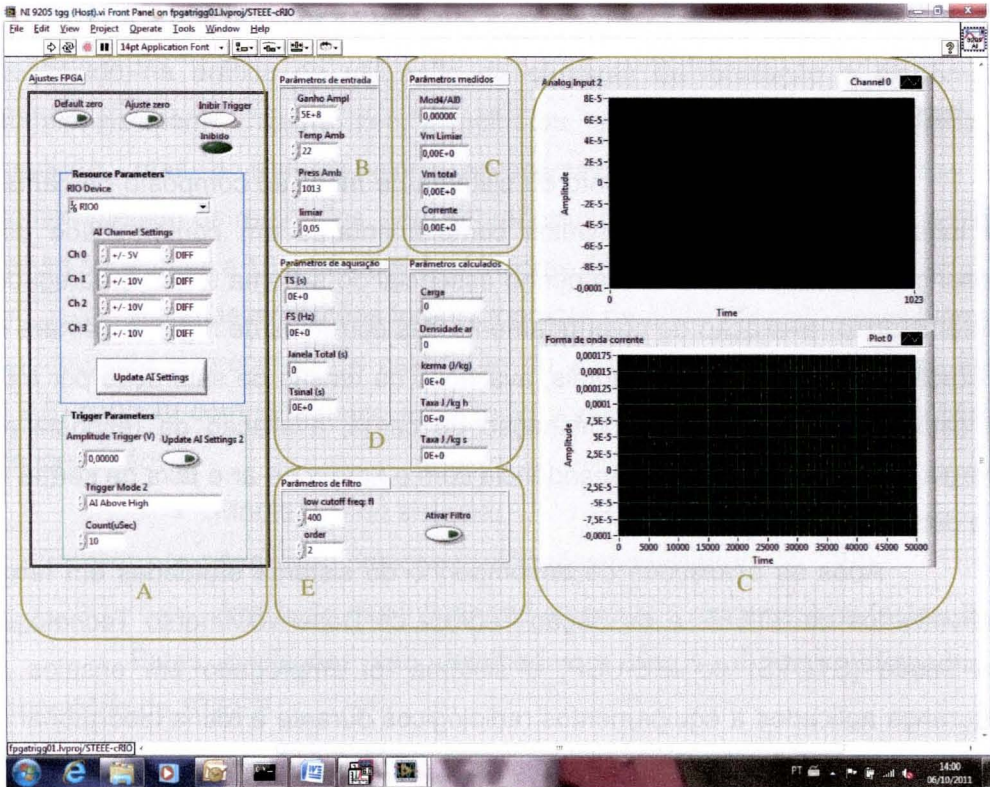 NI 9205 tgg (Host).vi Front Panel on fpgatrigg01.lvproj/STEEE-cRIO
File Edit View Project Operate Tools Window Help
14pt Application Font
Ajustes FPGA
Default zero Ajuste zero Inibir Trigger
Inibido
Resource Parameters
RIO Device
RIO0
AI Channel Settings
Ch 0 +/- 5V DIFF
Ch 1 +/- 10V DIFF
Ch 2 +/- 10V DIFF
Ch 3 +/- 10V DIFF
Update AI Settings
Trigger Parameters
Amplitude Trigger (V) Update AI Settings 2
0,00000
Trigger Mode 2
AI Above High
Count(uSec)
10
A
Parâmetros de entrada
Ganho Ampl
5E+8
Temp Amb
22
Press Amb
1013
limiar
0,05
B
Parâmetros medidos
Mod4/AI0
0,00000
Vm Limiar
0,00E+0
Vm total
0,00E+0
Corrente
0,00E+0
C
Parâmetros de aquisição
TS (s)
0E+0
FS (Hz)
0E+0
Janela Total (s)
0
Tsinal (s)
0E+0
D
Parâmetros calculados
Carga
0
Densidade ar
0
kerma (J/kg)
0E+0
Taxa J/kg h
0E+0
Taxa J/kg s
0E+0
Parâmetros de filtro
low cutoff freq: fl
400
order
2
Ativar Filtro
E
Analog Input 2 Channel 0
8E-5
6E-5
4E-5
2E-5
0
-2E-5
-4E-5
-6E-5
-8E-5
-0,0001
Amplitude
0 1023
Time
Forma de onda corrente Plot 0
0,000175
0,00015
0,000125
0,0001
7,5E-5
5E-5
2,5E-5
0
-2,5E-5
-5E-5
-7,5E-5
-0,0001
Amplitude
0 5000 10000 15000 20000 25000 30000 35000 40000 45000 50000
Time
C
fpgatrigg01.lvproj/STEEE-cRIO
PT 14:00
06/10/2011